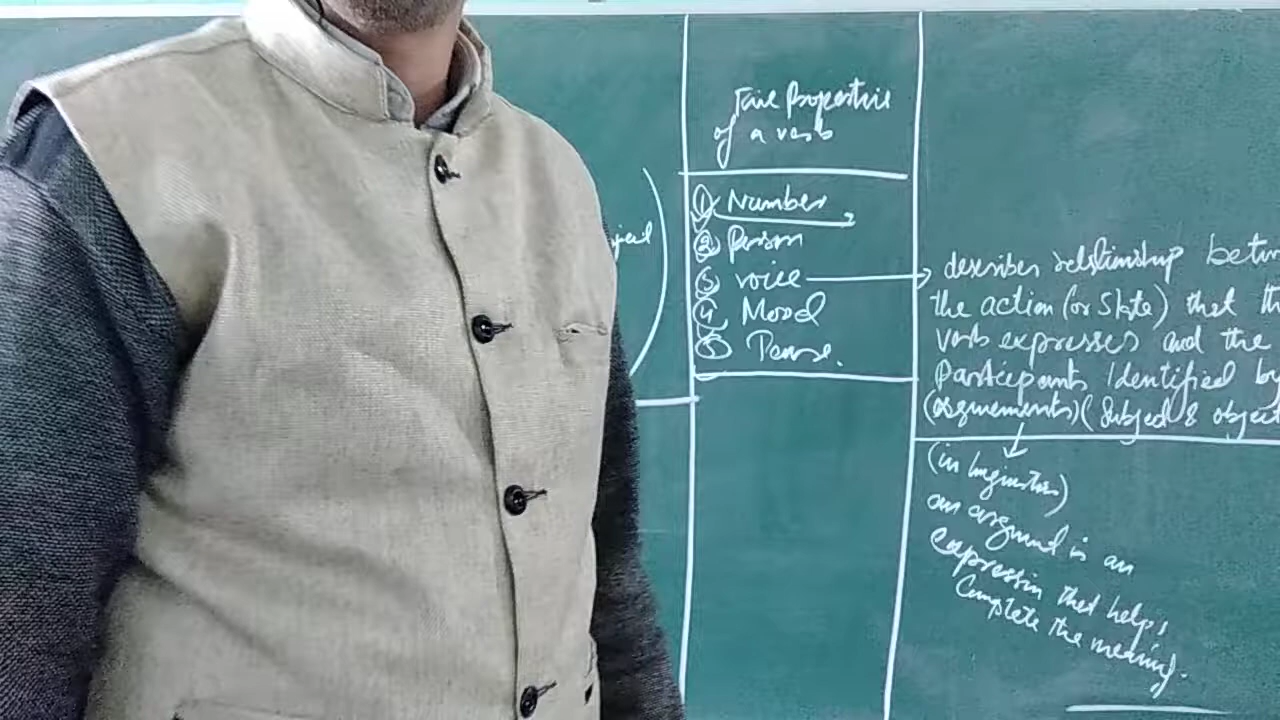 Five Properties
of a verb
① Number
② Person
③ voice
④ Mood
⑤ Tense.
describes relationship betw
the action (or State) that th
verb expresses and the
Participants identified by
(arguements) (Subject & object
(in linguistics)
an argument is an
expression that helps
Complete the meaning.